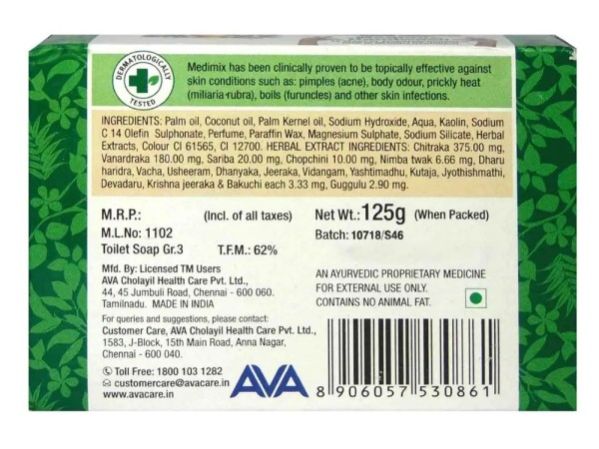 DERMATOLOGICALLY
TESTED
Medimix has been clinically proven to be topically effective against
skin conditions such as: pimples (acne), body odour, prickly heat
(miliaria-rubra), boils (furuncles) and other skin infections.
INGREDIENTS: Palm oil, Coconut oil, Palm Kernel oil, Sodium Hydroxide, Aqua, Kaolin, Sodium
C 14 Olefin Sulphonate, Perfume, Paraffin Wax, Magnesium Sulphate, Sodium Silicate, Herbal
Extracts, Colour CI 61565, CI 12700. HERBAL EXTRACT INGREDIENTS: Chitraka 375.00 mg,
Vanardraka 180.00 mg, Sariba 20.00 mg, Chopchini 10.00 mg, Nimba twak 6.66 mg, Dharu
haridra, Vacha, Usheeram, Dhanyaka, Jeeraka, Vidangam, Yashtimadhu, Kutaja, Jyothishmathi,
Devadaru, Krishna jeeraka & Bakuchi each 3.33 mg, Guggulu 2.90 mg.
M.R.P.: (Incl. of all taxes) Net Wt.: 125g (When Packed)
M.L.No: 1102 Batch: 10718/S46
Toilet Soap Gr.3 T.F.M.: 62%
Mfd. By: Licensed TM Users
AVA Cholayil Health Care Pvt. Ltd.,
44, 45 Jumbuli Road, Chennai - 600 060.
Tamilnadu. MADE IN INDIA
AN AYURVEDIC PROPRIETARY MEDICINE
FOR EXTERNAL USE ONLY.
CONTAINS NO ANIMAL FAT.
For queries and suggestions, please contact:
Customer Care, AVA Cholayil Health Care Pvt. Ltd.,
1583, J-Block, 15th Main Road, Anna Nagar,
Chennai - 600 040.
Toll Free: 1800 103 1282
customercare@avacare.in
www.avacare.in
AVA
8 906057 530861